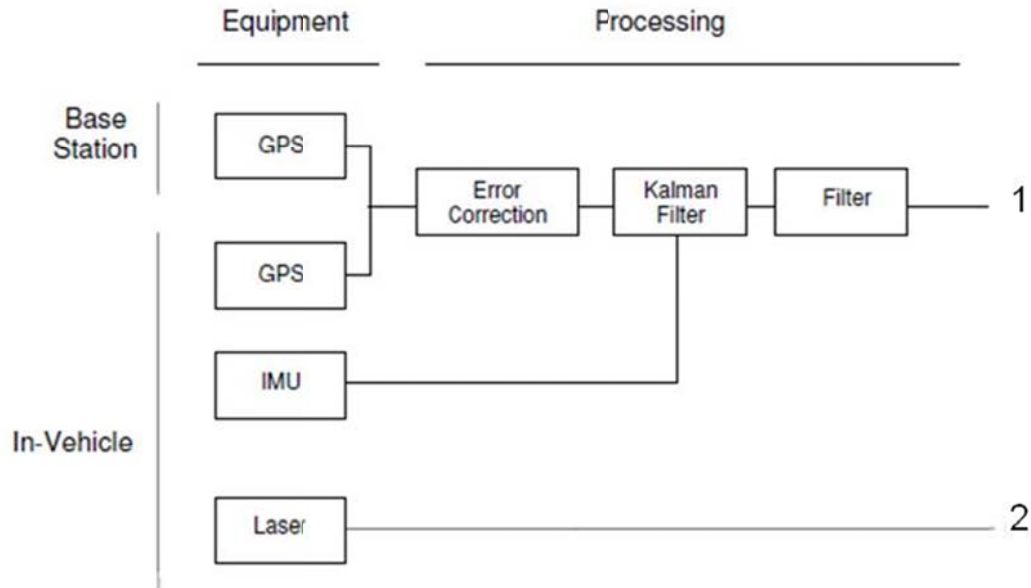 Equipment
Processing
Base
Station
GPS
Error
Correction
Kalman
Filter
Filter
1
GPS
IMU
In-Vehicle
Laser
2